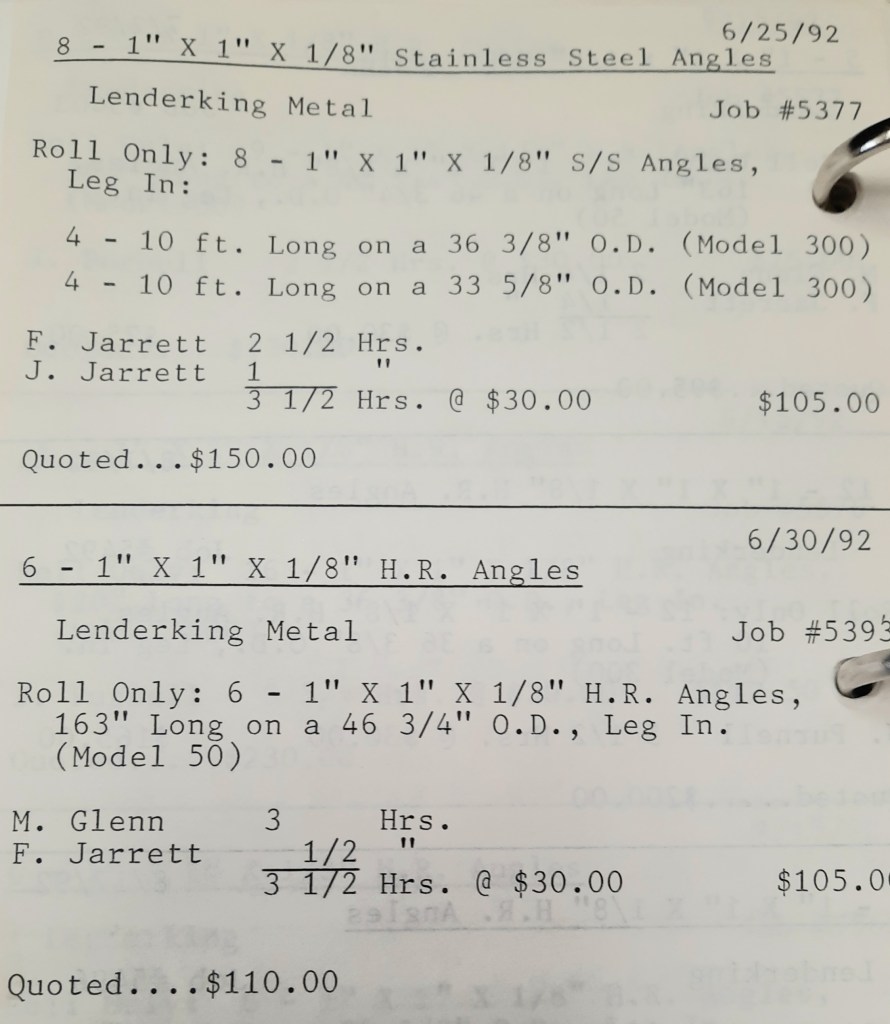 6/25/92
8 - 1" X 1" X 1/8" Stainless Steel Angles
Lenderking Metal Job #5377
Roll Only: 8 - 1" X 1" X 1/8" S/S Angles,
Leg In:
4 - 10 ft. Long on a 36 3/8" O.D. (Model 300)
4 - 10 ft. Long on a 33 5/8" O.D. (Model 300)
F. Jarrett 2 1/2 Hrs.
J. Jarrett 1 "
3 1/2 Hrs. @ $30.00 $105.00
Quoted...$150.00
6/30/92
6 - 1" X 1" X 1/8" H.R. Angles
Lenderking Metal Job #5393
Roll Only: 6 - 1" X 1" X 1/8" H.R. Angles,
163" Long on a 46 3/4" O.D., Leg In.
(Model 50)
M. Glenn 3 Hrs.
F. Jarrett 1/2 "
3 1/2 Hrs. @ $30.00 $105.0
Quoted....$110.00